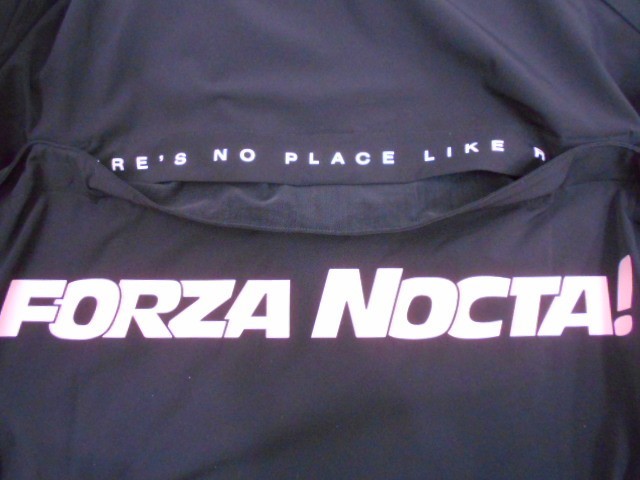 RE'S NO PLACE LIKE
FORZA NOCTA!